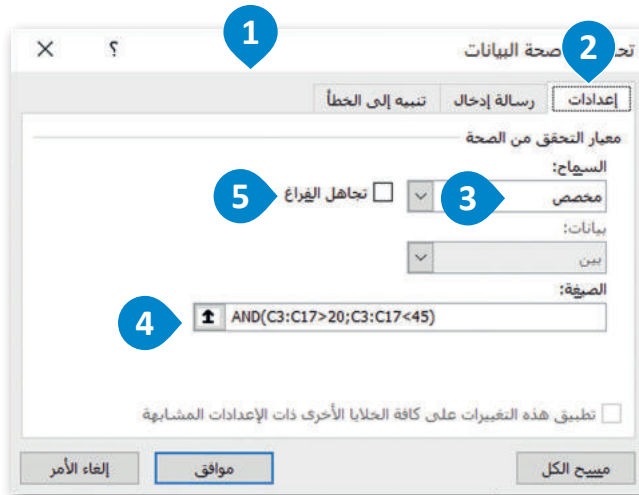 1
صحة البيانات 2 ؟ ×
إعدادات رسالة إدخال تنبيه إلى الخطأ
معيار التحقق من الصحة
السماح:
مخصص 3 تجاهل الفراغ 5
بيانات:
بين
الصيغة:
AND(C3:C17>20;C3:C17<45) 4
تطبيق هذه التغييرات على كافة الخلايا الأخرى ذات الإعدادات المشابهة
مسح الكل موافق إلغاء الأمر